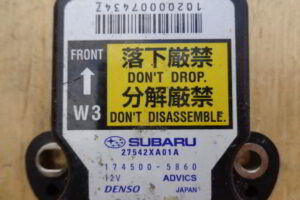 10200007434Z
FRONT
W3
落下厳禁
DON'T DROP.
分解厳禁
DON'T DISASSEMBLE.
SUBARU
27542XA01A
174500-5860
12V ADVICS
DENSO JAPAN